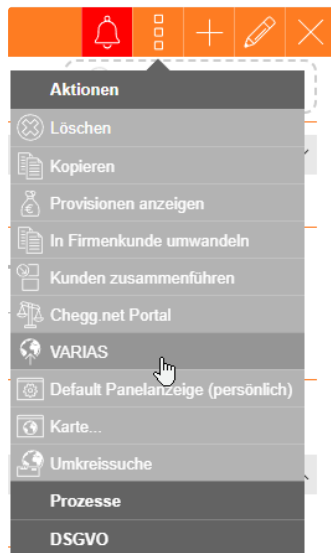 Aktionen
Löschen
Kopieren
Provisionen anzeigen
In Firmenkunde umwandeln
Kunden zusammenführen
Chegg.net Portal
VARIAS
Default Panelanzeige (persönlich)
Karte...
Umkreissuche
Prozesse
DSGVO